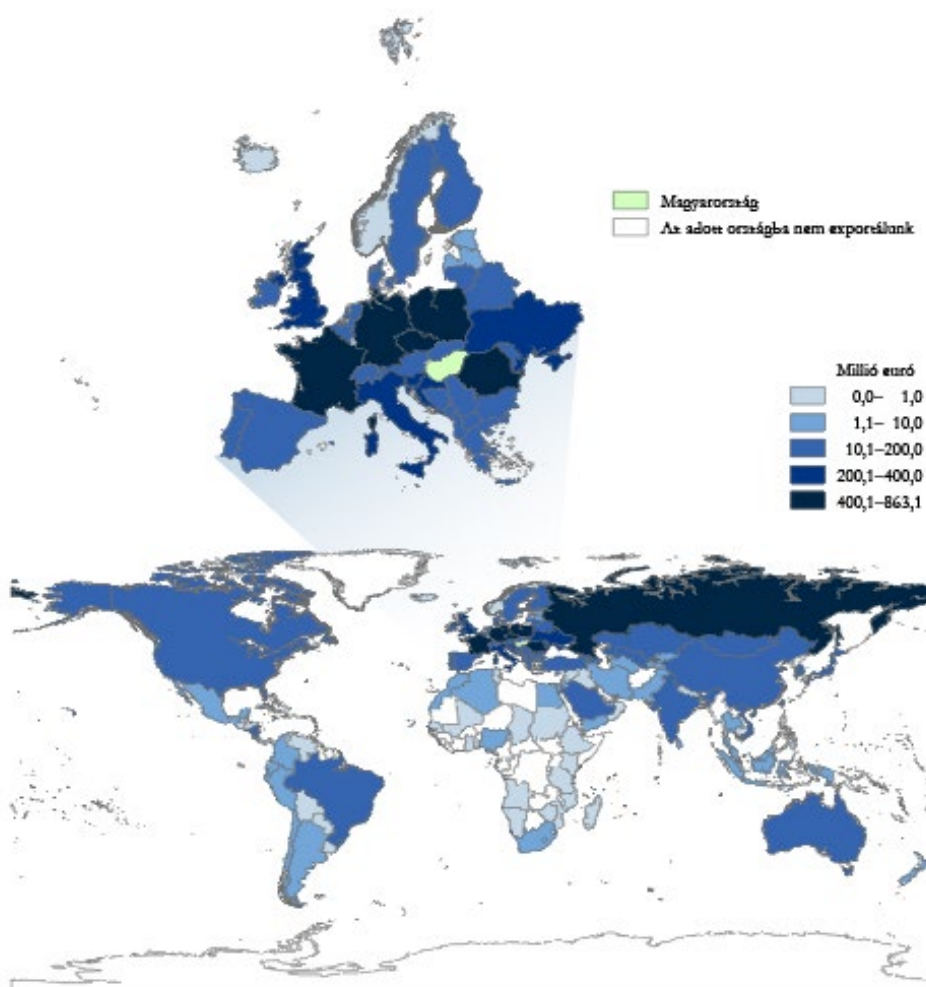 Magyarország
Az adott országba nem exportálunk
Millió euró
0,0– 1,0
1,1– 10,0
10,1–200,0
200,1–400,0
400,1–863,1